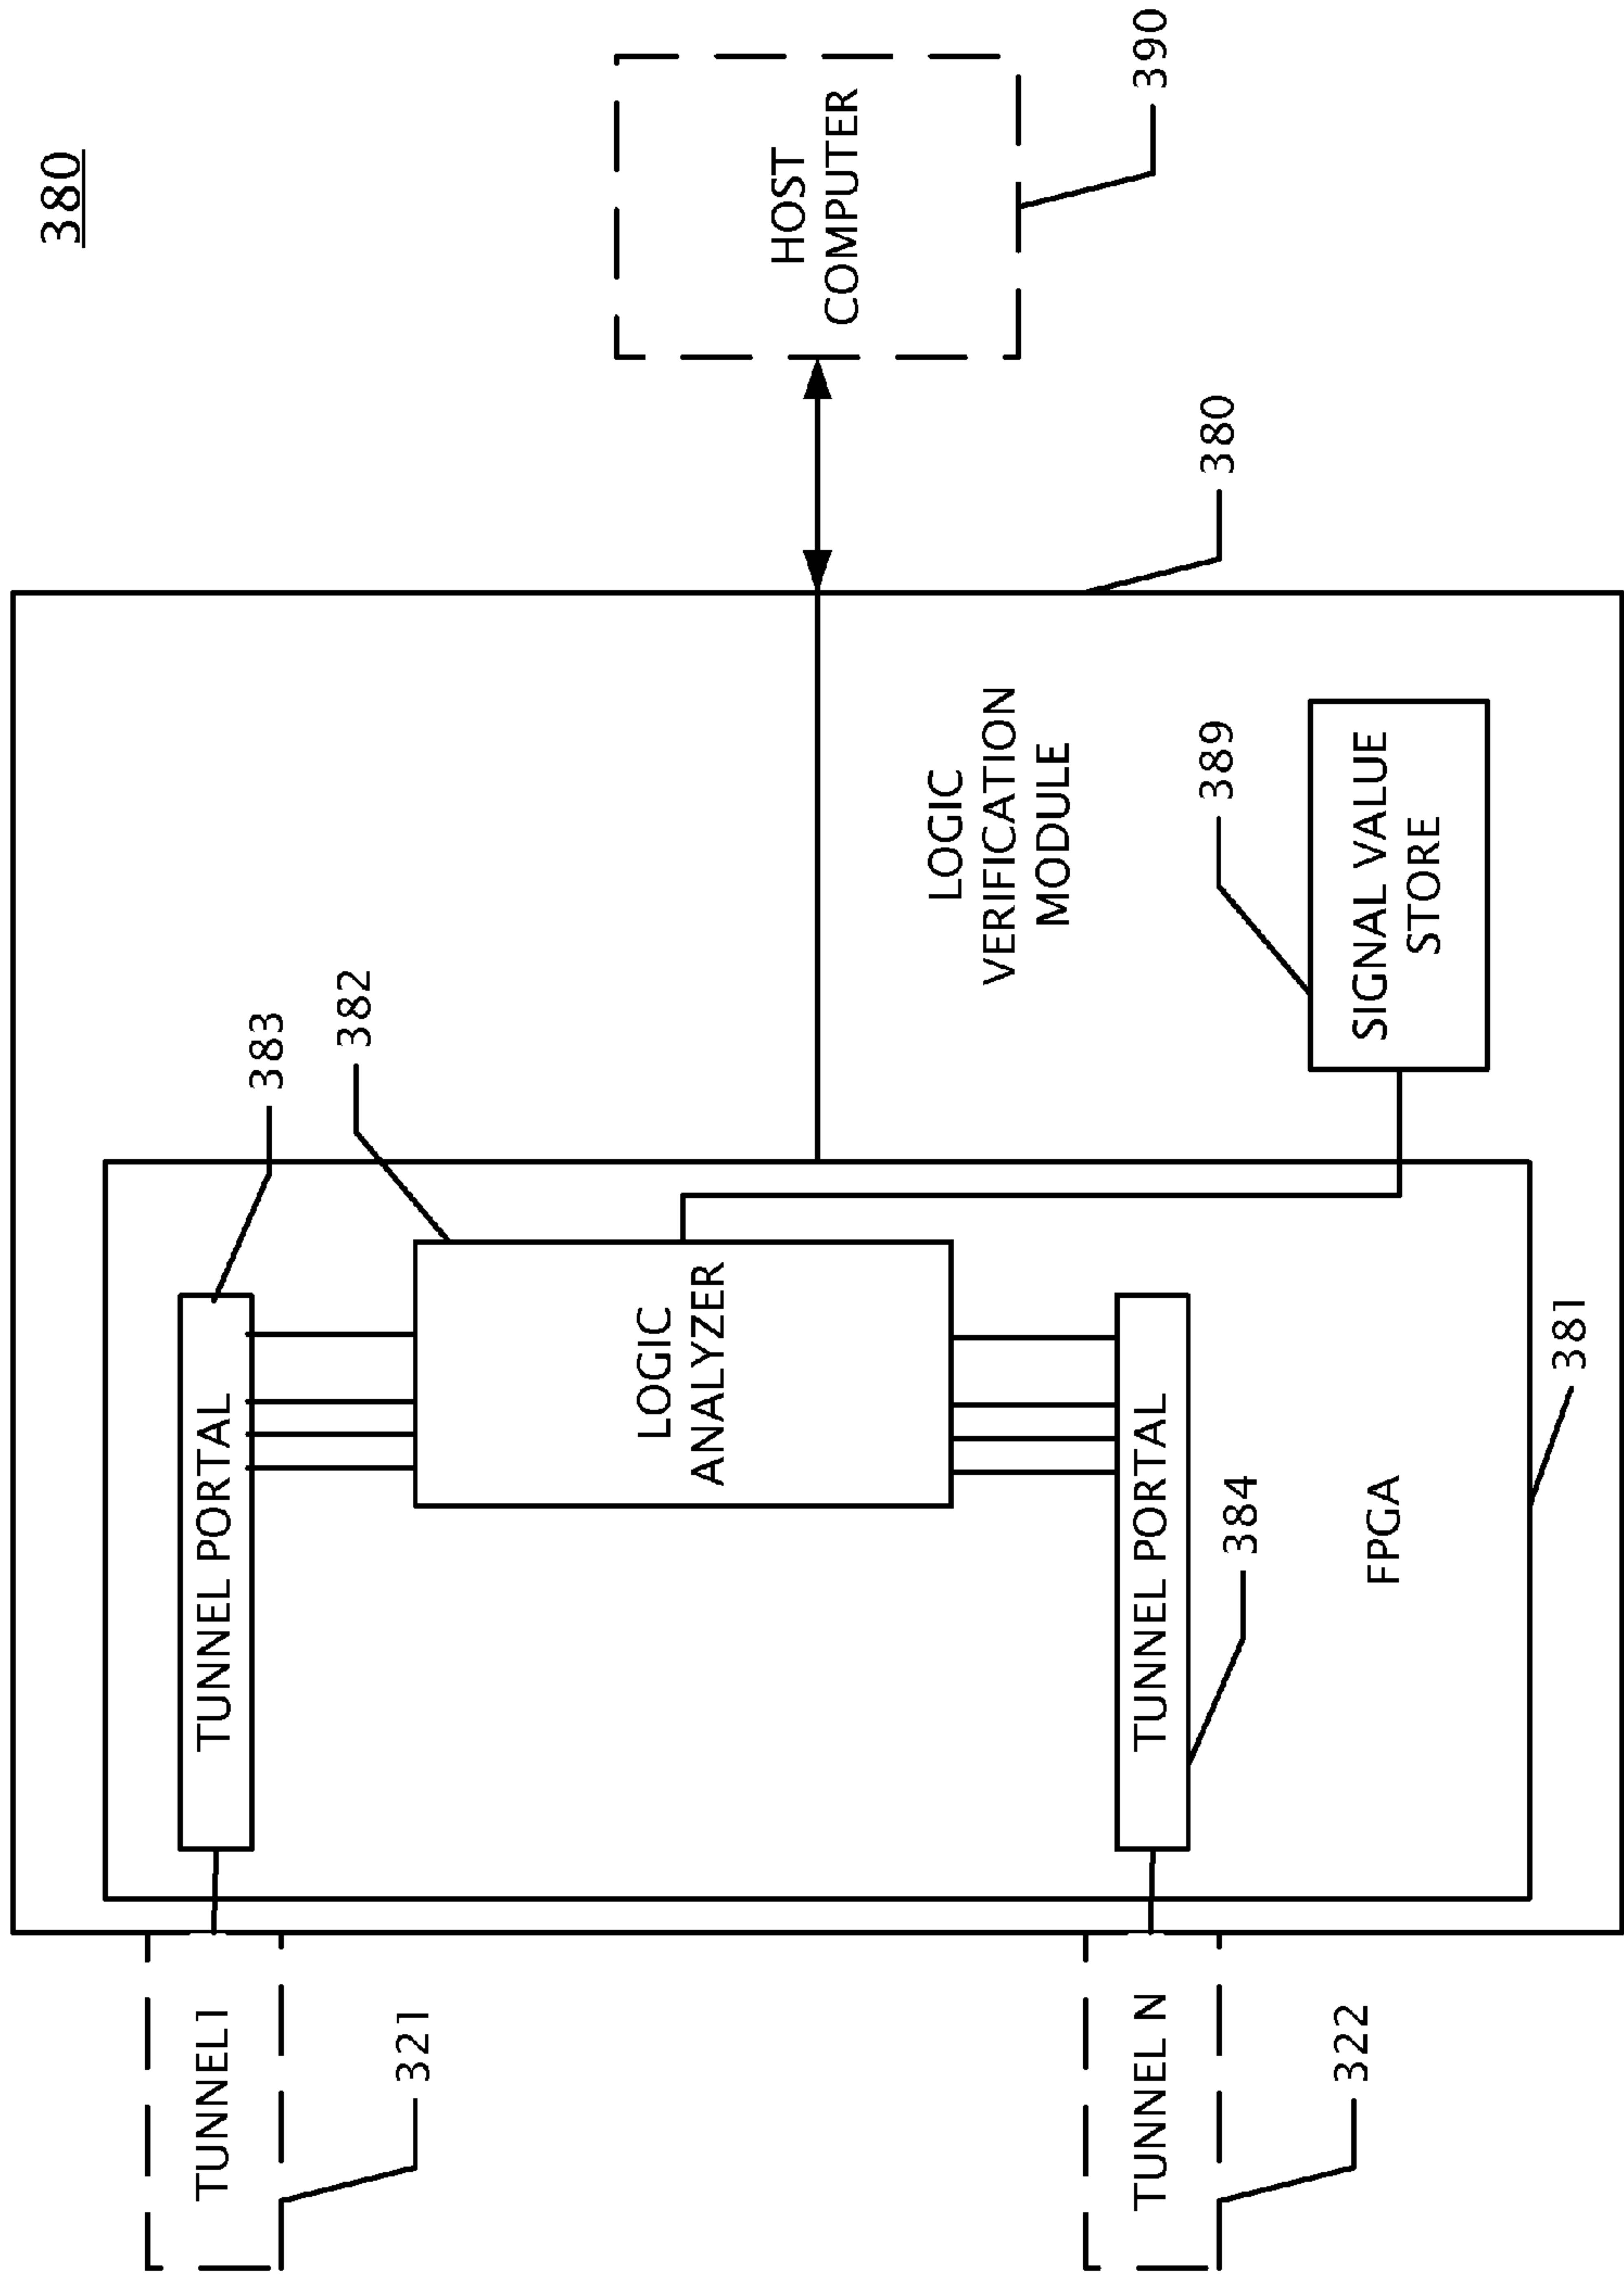 380
TUNNEL 1
321
TUNNEL PORTAL
383
382
LOGIC
ANALYZER
HOST
COMPUTER
390
LOGIC
VERIFICATION
MODULE
380
389
SIGNAL VALUE
STORE
TUNNEL N
322
TUNNEL PORTAL
384
FPGA
381